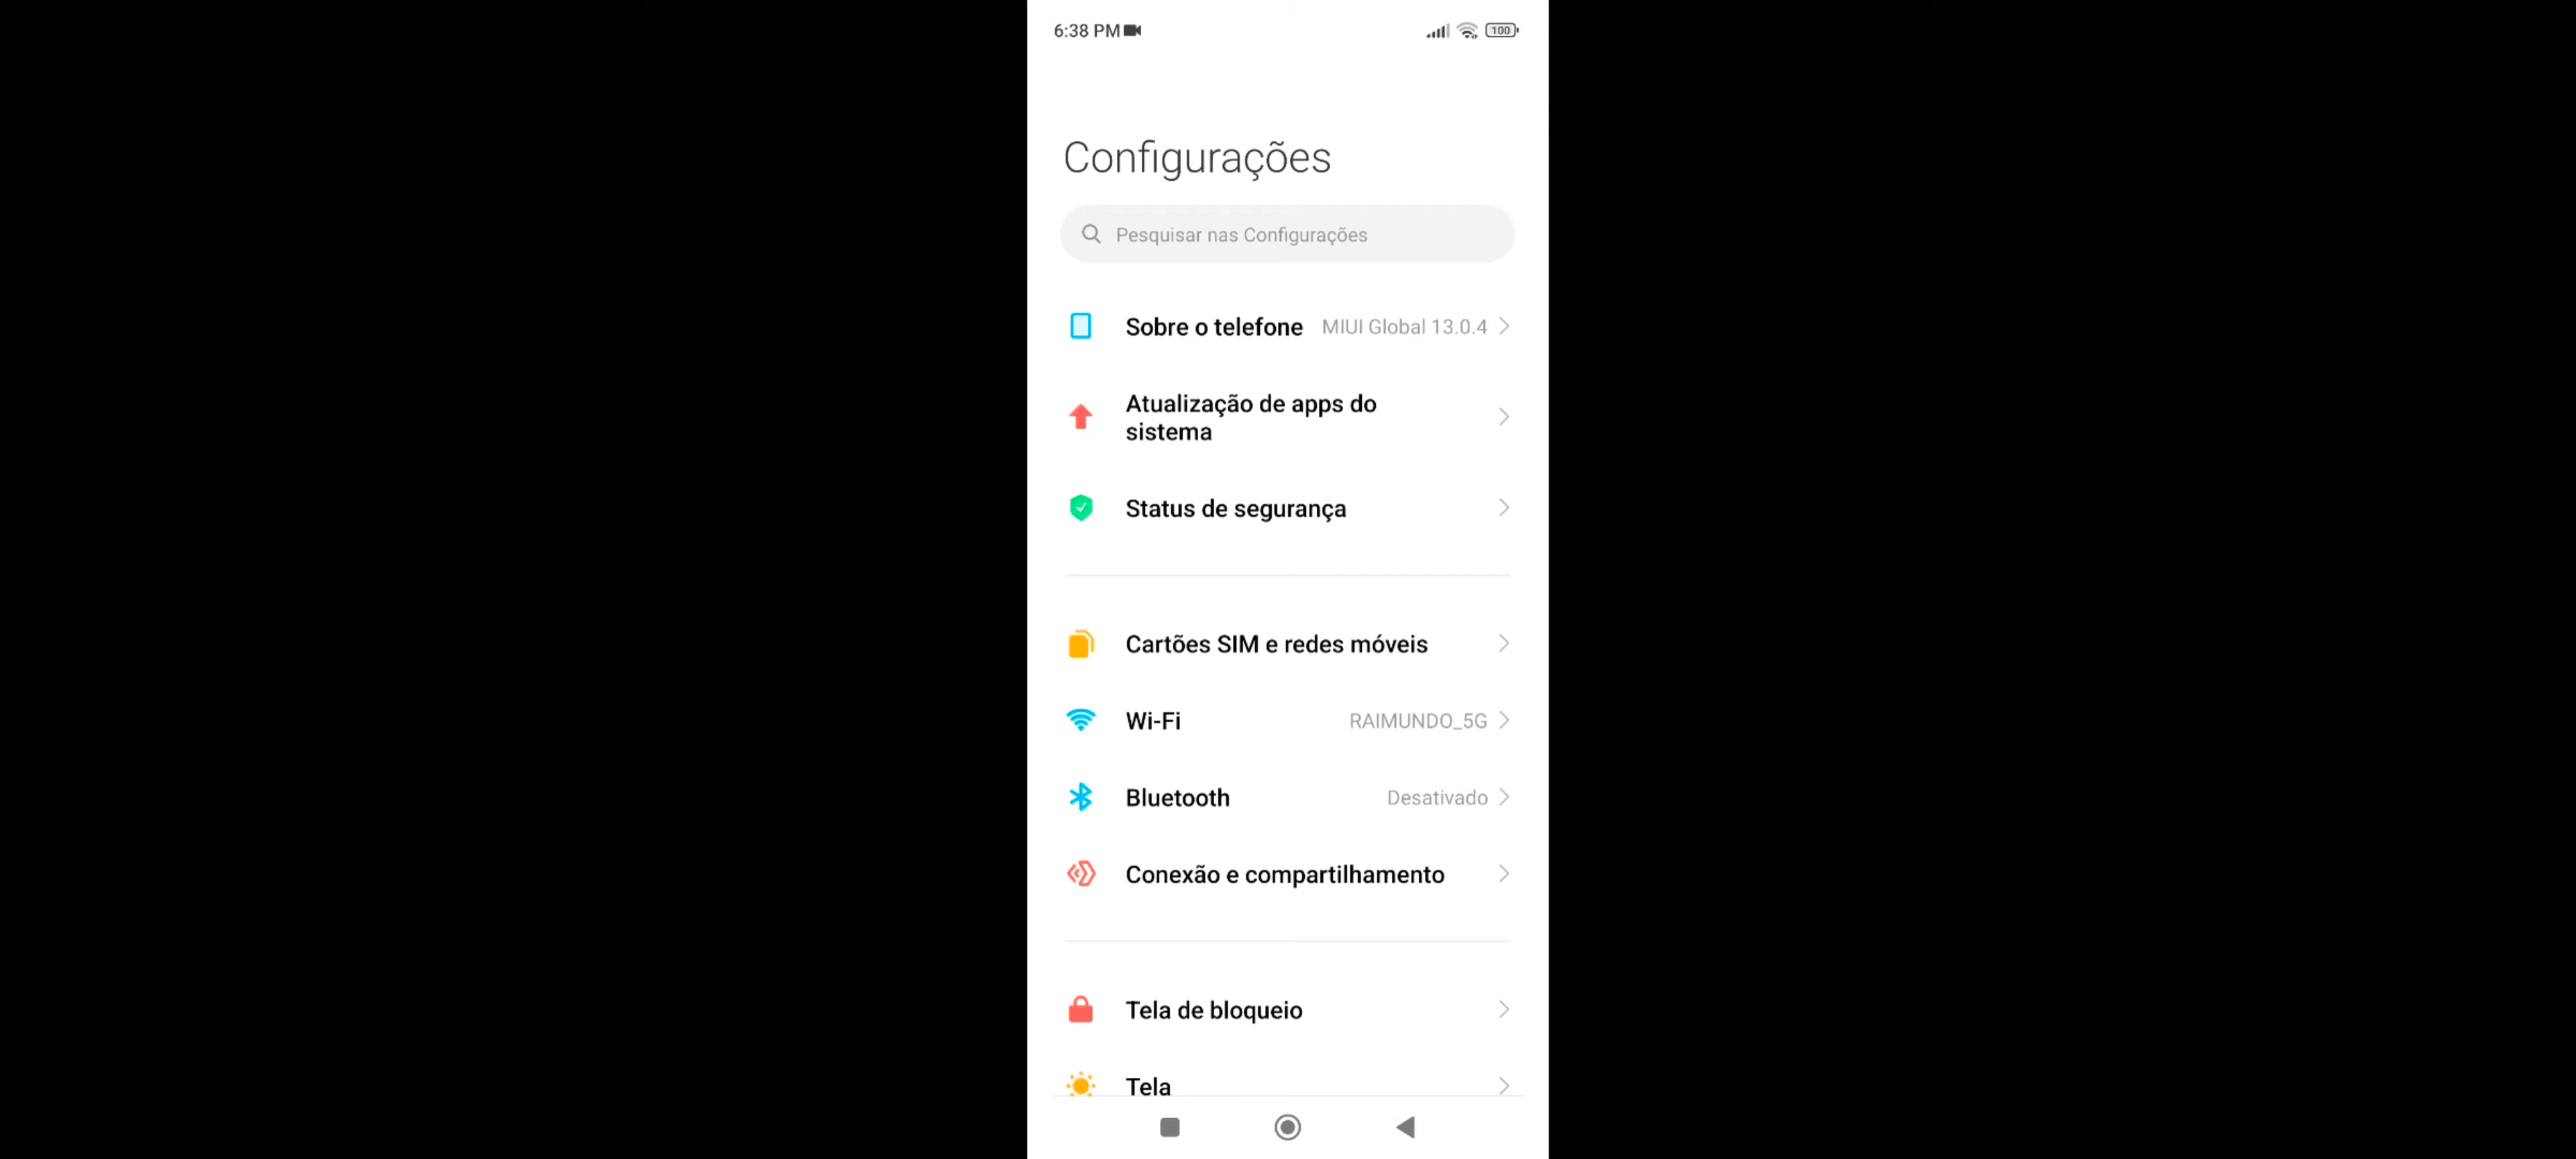 6:38 PM
100
Configurações
Pesquisar nas Configurações
Sobre o telefone MIUI Global 13.0.4
Atualização de apps do
sistema
Status de segurança
Cartões SIM e redes móveis
Wi-Fi RAIMUNDO_5G
Bluetooth Desativado
Conexão e compartilhamento
Tela de bloqueio
Tela